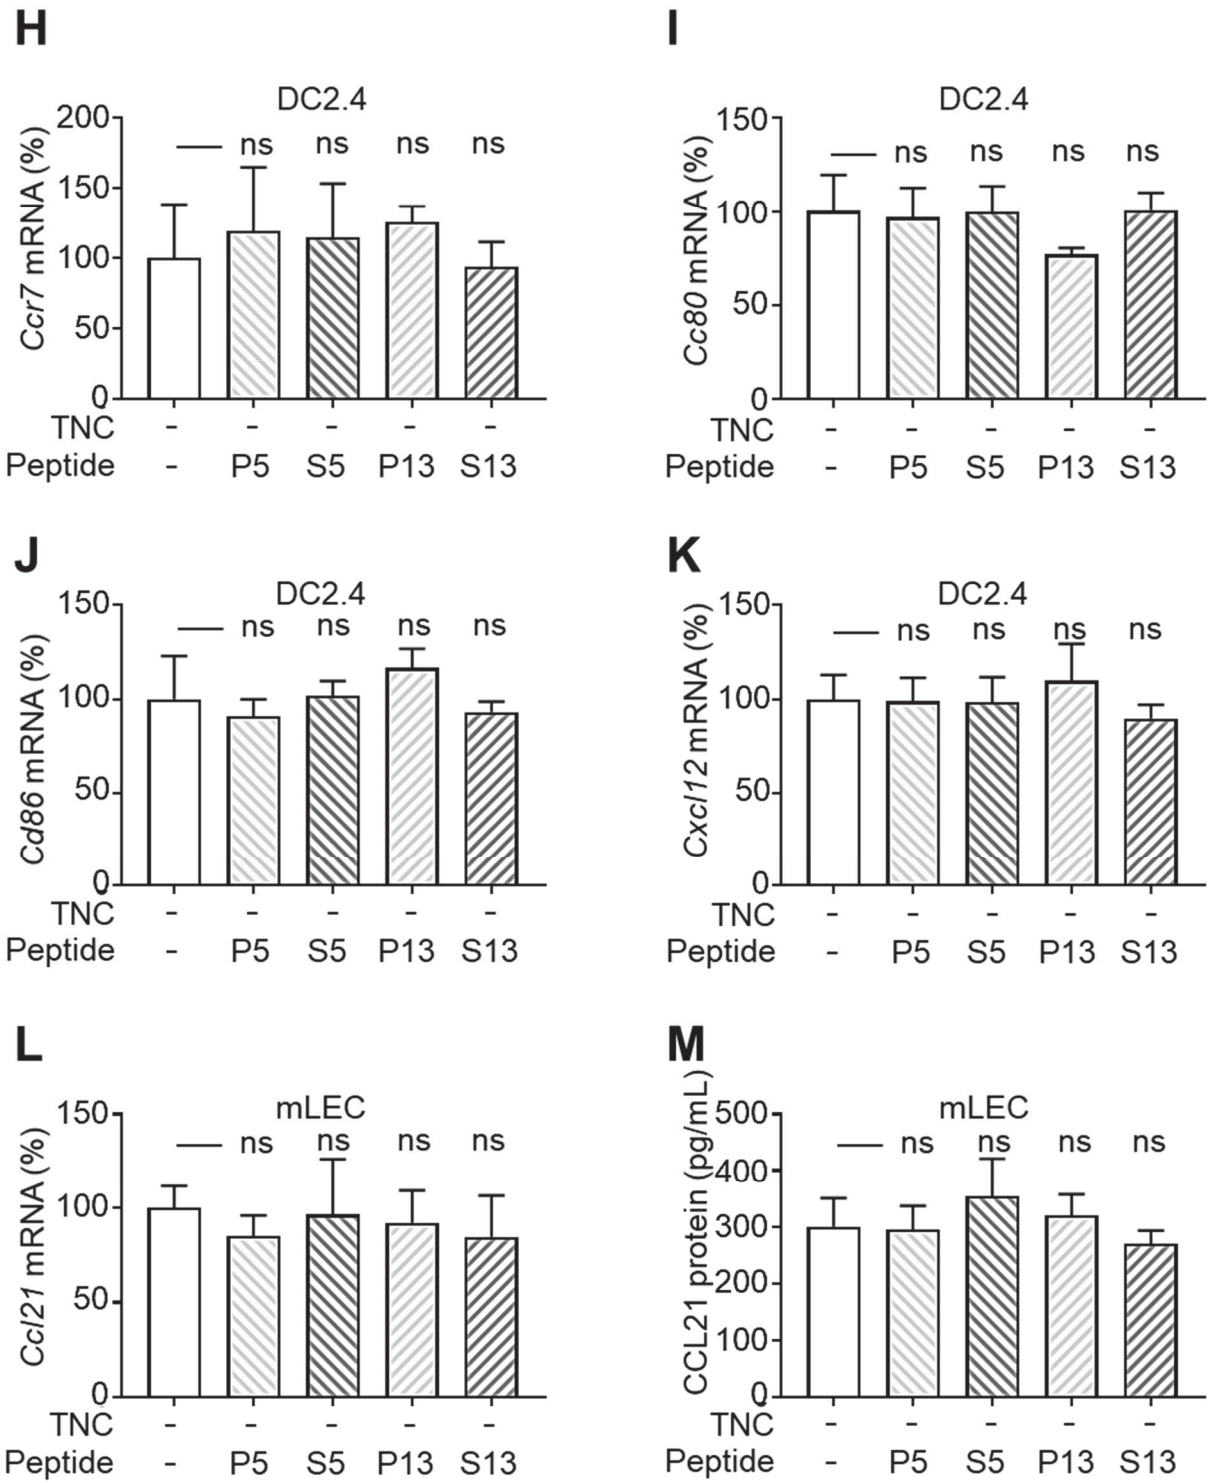 H
DC2.4
Ccr7 mRNA (%)
200
150
100
50
0
ns ns ns ns
TNC - - - - -
Peptide - P5 S5 P13 S13
I
DC2.4
Cc80 mRNA (%)
150
100
50
0
ns ns ns ns
TNC - - - - -
Peptide - P5 S5 P13 S13
J
DC2.4
Cd86 mRNA (%)
150
100
50
0
ns ns ns ns
TNC - - - - -
Peptide - P5 S5 P13 S13
K
DC2.4
Cxcl12 mRNA (%)
150
100
50
0
ns ns ns ns
TNC - - - - -
Peptide - P5 S5 P13 S13
L
mLEC
Ccl21 mRNA (%)
150
100
50
0
ns ns ns ns
TNC - - - - -
Peptide - P5 S5 P13 S13
M
mLEC
CCL21 protein (pg/mL)
500
400
300
200
100
0
ns ns ns ns
TNC - - - - -
Peptide - P5 S5 P13 S13